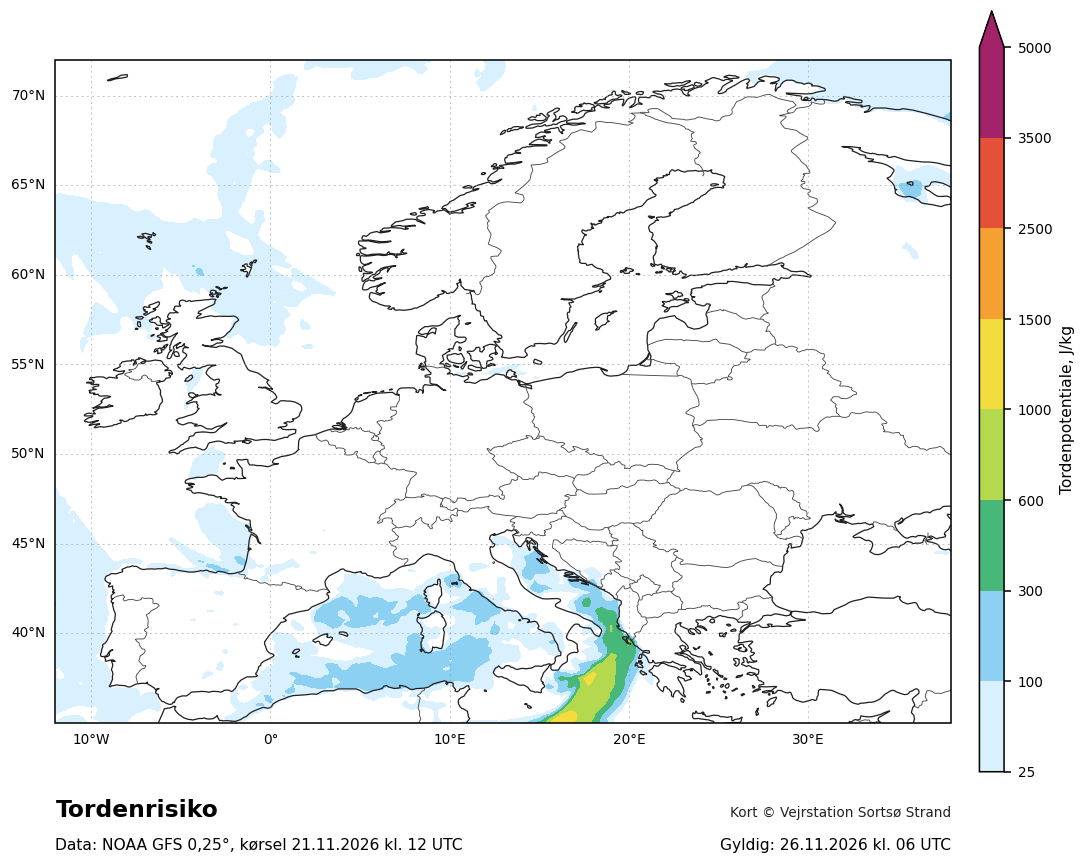 70°N
65°N
60°N
55°N
50°N
45°N
40°N
10°W
0°
10°E
20°E
30°E
5000
3500
2500
1500
1000
600
300
100
25
Tordenpotentiale, J/kg
Tordenrisiko
Kort © Vejrstation Sortsø Strand
Data: NOAA GFS 0,25°, kørsel 21.11.2026 kl. 12 UTC
Gyldig: 26.11.2026 kl. 06 UTC